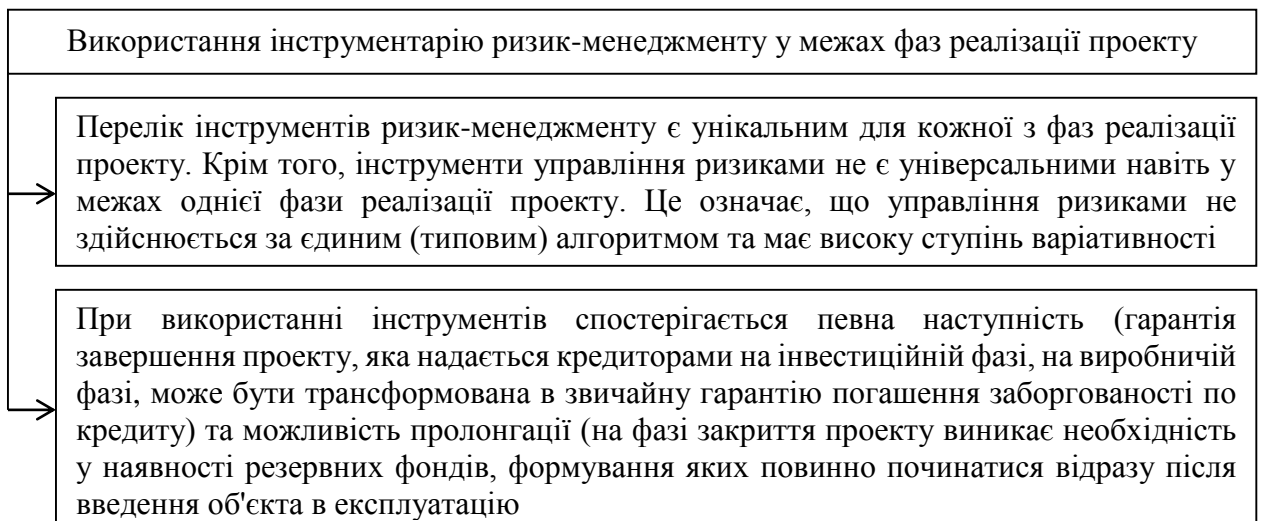 Використання інструментарію ризик-менеджменту у межах фаз реалізації проекту
Перелік інструментів ризик-менеджменту є унікальним для кожної з фаз реалізації
проекту. Крім того, інструменти управління ризиками не є універсальними навіть у
межах однієї фази реалізації проекту. Це означає, що управління ризиками не
здійснюється за єдиним (типовим) алгоритмом та має високу ступінь варіативності
При використанні інструментів спостерігається певна наступність (гарантія
завершення проекту, яка надається кредиторами на інвестиційній фазі, на виробничій
фазі, може бути трансформована в звичайну гарантію погашення заборгованості по
кредиту) та можливість пролонгації (на фазі закриття проекту виникає необхідність
у наявності резервних фондів, формування яких повинно починатися відразу після
введення об'єкта в експлуатацію